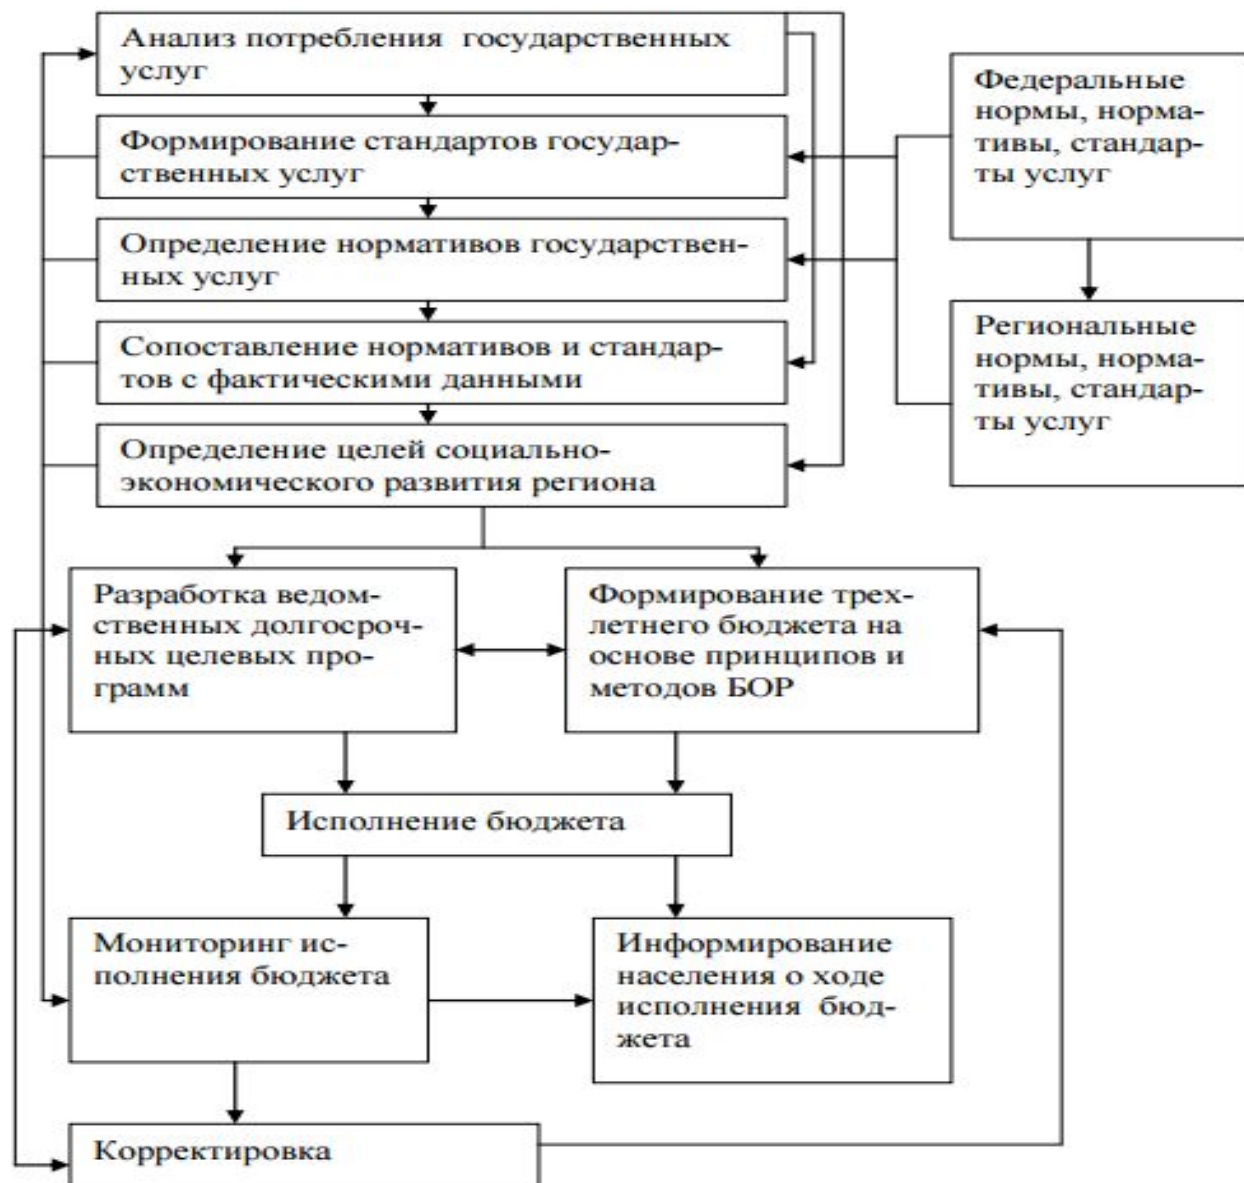 Анализ потребления государственных
услуг
Формирование стандартов государ-
ственных услуг
Определение нормативов государствен-
ных услуг
Сопоставление нормативов и стандар-
тов с фактическими данными
Определение целей социально-
экономического развития региона
Федеральные
нормы, норма-
тивы, стандар-
ты услуг
Региональные
нормы, норма-
тивы, стандар-
ты услуг
Разработка ведом-
ственных долгосроч-
ных целевых про-
грамм
Формирование трех-
летнего бюджета на
основе принципов и
методов БОР
Исполнение бюджета
Мониторинг ис-
полнения бюджета
Информирование
населения о ходе
исполнения бюд-
жета
Корректировка